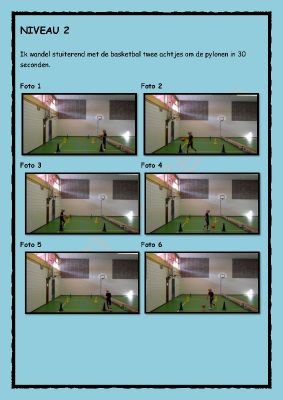 NIVEAU 2
Ik wandel stuiterend met de basketbal twee achtjes om de pylonen in 30
seconden.
Foto 1
Foto 2
Foto 3
Foto 4
Foto 5
Foto 6